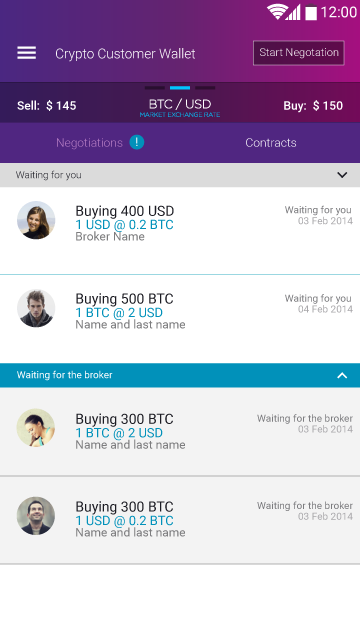 12:00
Crypto Customer Wallet
Start Negotation
Sell: $ 145
BTC / USD
Buy: $ 150
MARKET EXCHANGE RATE
Negotiations !
Contracts
Waiting for you
Buying 400 USD
Waiting for you
1 USD @ 0.2 BTC
03 Feb 2014
Broker Name
Buying 500 BTC
Waiting for you
1 BTC @ 2 USD
04 Feb 2014
Name and last name
Waiting for the broker
Buying 300 BTC
Waiting for the broker
1 BTC @ 2 USD
03 Feb 2014
Name and last name
Buying 300 BTC
Waiting for the broker
1 USD @ 0.2 BTC
03 Feb 2014
Name and last name